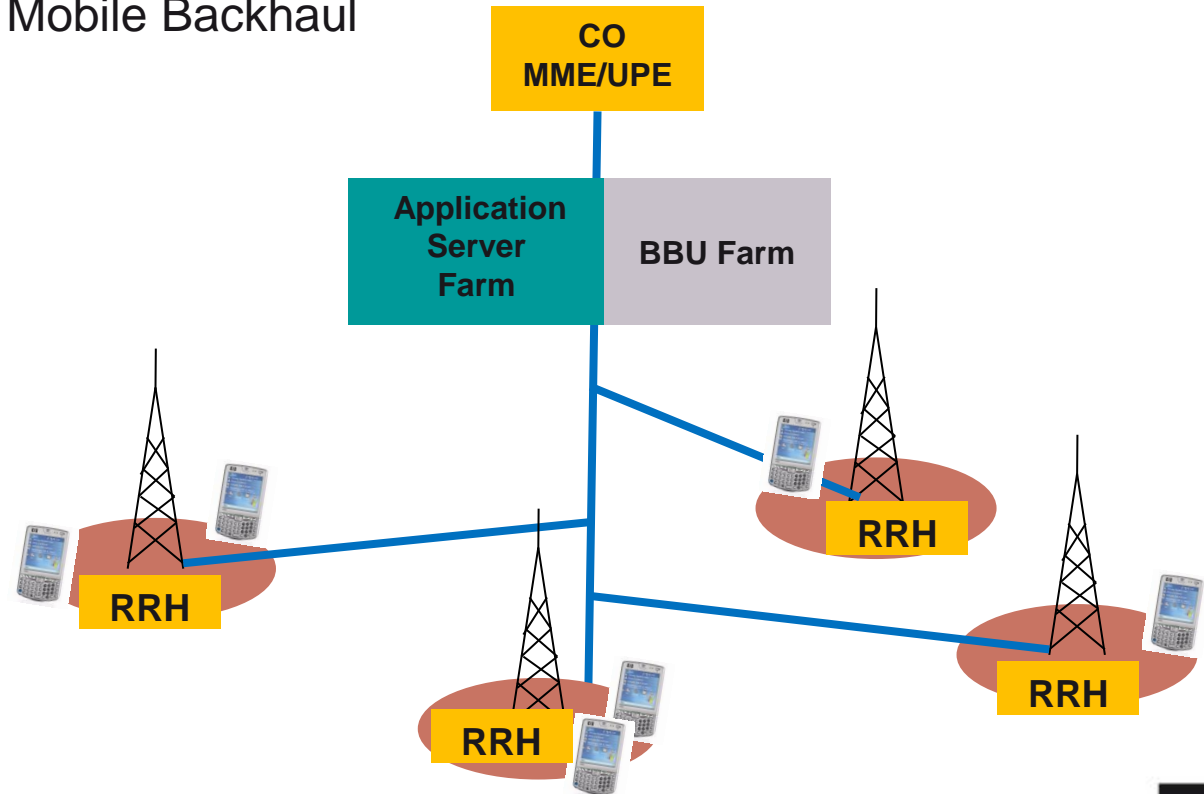 Mobile Backhaul
CO
MME/UPE
Application
Server
Farm
BBU Farm
RRH
RRH
RRH
RRH